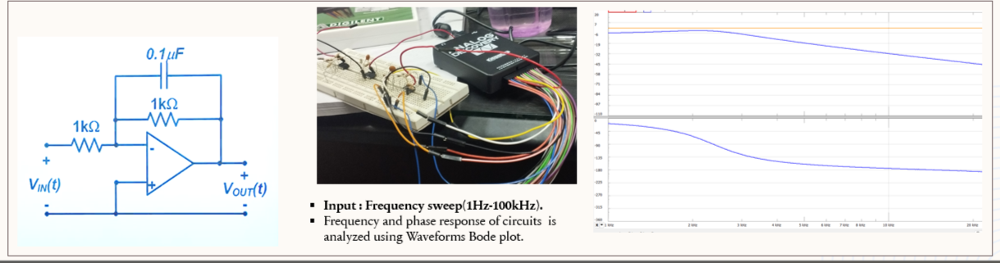 0.1µF
1kΩ
1kΩ
-
+
+
VIN(t)
-
+
VOUT(t)
-
DIGILENT
ANALOG
DISCOVERY
▪ Input : Frequency sweep(1Hz-100kHz).
▪ Frequency and phase response of circuits is
analyzed using Waveforms Bode plot.
20
7
-6
-19
-32
-45
-58
-71
-84
-97
-110
-45
-90
-135
-180
-225
-270
-315
-360
1 kHz 2 kHz 3 kHz 4 kHz 5 kHz 6 kHz 7 kHz 8 kHz 10 kHz 20 kHz